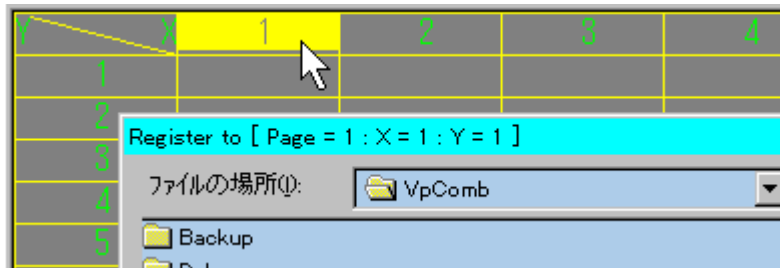 Y X 1 2 3 4
1
2
Register to [ Page = 1 : X = 1 : Y = 1 ]
3
ファイルの場所(I): VpComb
4
5 Backup